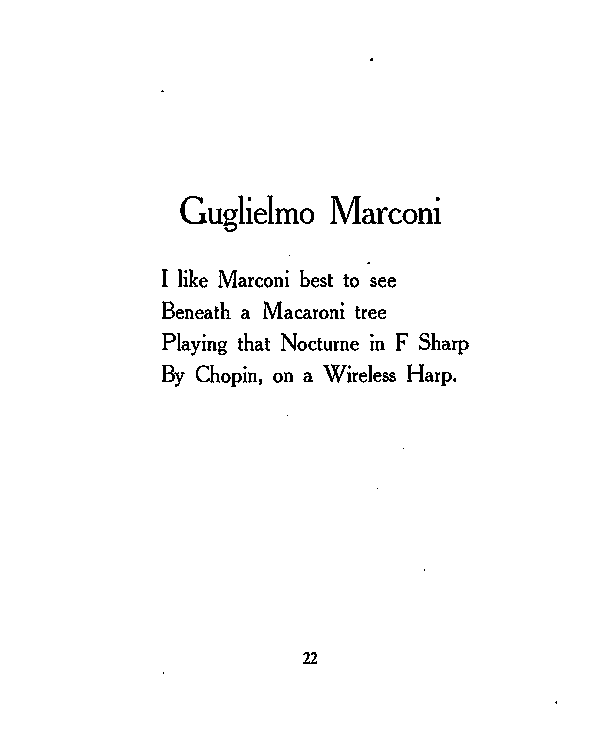 Guglielmo Marconi
I like Marconi best to see
Beneath a Macaroni tree
Playing that Nocturne in F Sharp
By Chopin, on a Wireless Harp.
22